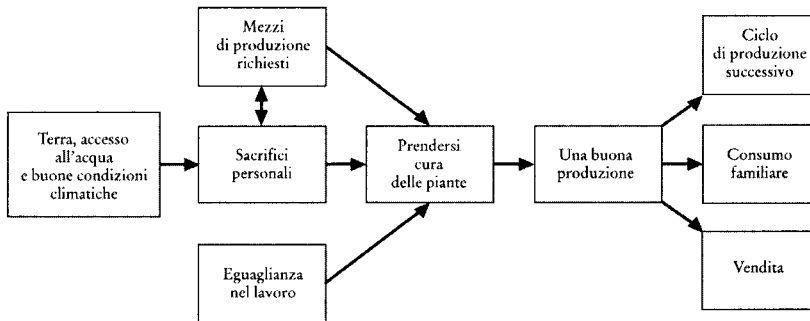 Mezzi
di produzione
richiesti
Terra, accesso
all'acqua
e buone condizioni
climatiche
Sacrifici
personali
Eguaglianza
nel lavoro
Prendersi
cura
delle piante
Una buona
produzione
Ciclo
di produzione
successivo
Consumo
familiare
Vendita